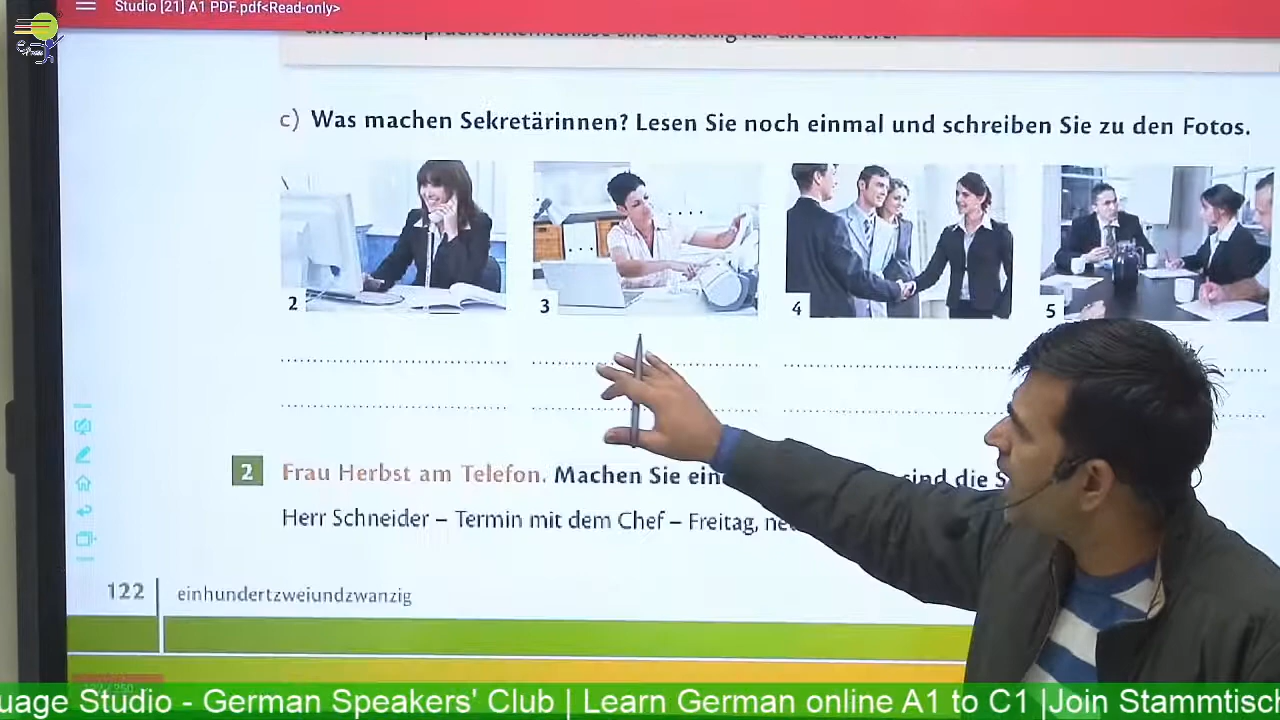 Studio [21] A1 PDF.pdf<Read-only>
c) Was machen Sekretärinnen? Lesen Sie noch einmal und schreiben Sie zu den Fotos.
2
3
4
5
2 Frau Herbst am Telefon. Machen Sie sind die
Herr Schneider – Termin mit dem Chef – Freitag,
122 einhundertzweiundzwanzig
uage Studio - German Speakers' Club | Learn German online A1 to C1 |Join Stammtisch